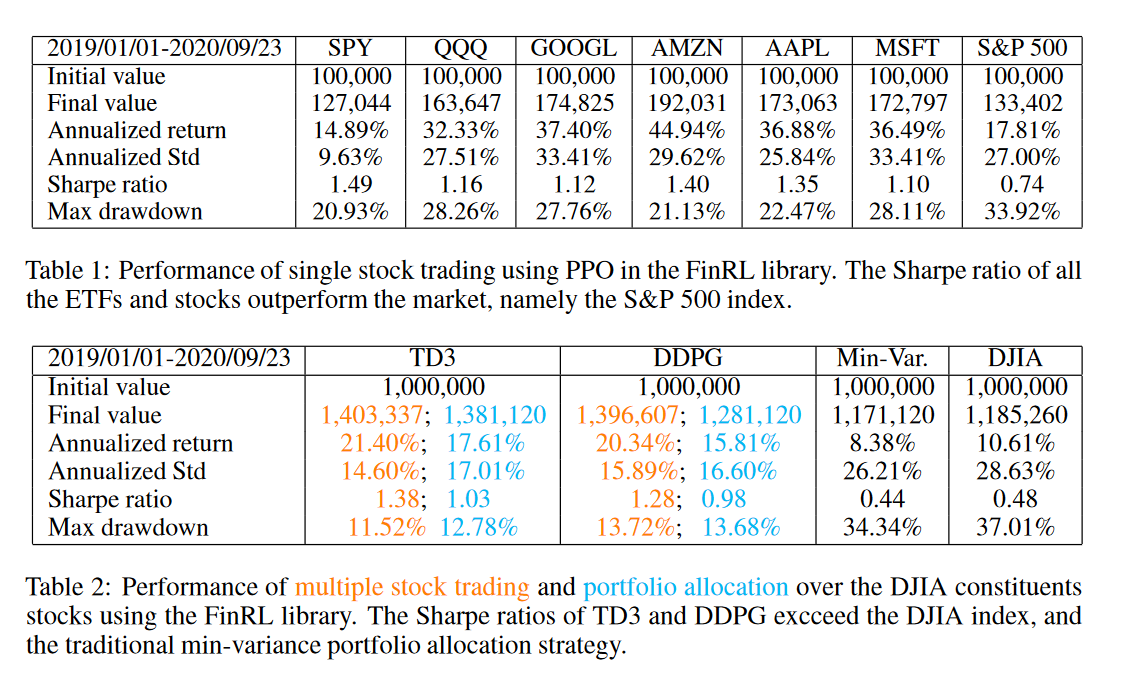 2019/01/01-2020/09/23 SPY QQQ GOOGL AMZN AAPL MSFT S&P 500
Initial value 100,000 100,000 100,000 100,000 100,000 100,000 100,000
Final value 127,044 163,647 174,825 192,031 173,063 172,797 133,402
Annualized return 14.89% 32.33% 37.40% 44.94% 36.88% 36.49% 17.81%
Annualized Std 9.63% 27.51% 33.41% 29.62% 25.84% 33.41% 27.00%
Sharpe ratio 1.49 1.16 1.12 1.40 1.35 1.10 0.74
Max drawdown 20.93% 28.26% 27.76% 21.13% 22.47% 28.11% 33.92%
Table 1: Performance of single stock trading using PPO in the FinRL library. The Sharpe ratio of all
the ETFs and stocks outperform the market, namely the S&P 500 index.
2019/01/01-2020/09/23 TD3 DDPG Min-Var. DJIA
Initial value 1,000,000 1,000,000 1,000,000 1,000,000
Final value 1,403,337; 1,381,120 1,396,607; 1,281,120 1,171,120 1,185,260
Annualized return 21.40%; 17.61% 20.34%; 15.81% 8.38% 10.61%
Annualized Std 14.60%; 17.01% 15.89%; 16.60% 26.21% 28.63%
Sharpe ratio 1.38; 1.03 1.28; 0.98 0.44 0.48
Max drawdown 11.52% 12.78% 13.72%; 13.68% 34.34% 37.01%
Table 2: Performance of multiple stock trading and portfolio allocation over the DJIA constituents
stocks using the FinRL library. The Sharpe ratios of TD3 and DDPG excceed the DJIA index, and
the traditional min-variance portfolio allocation strategy.